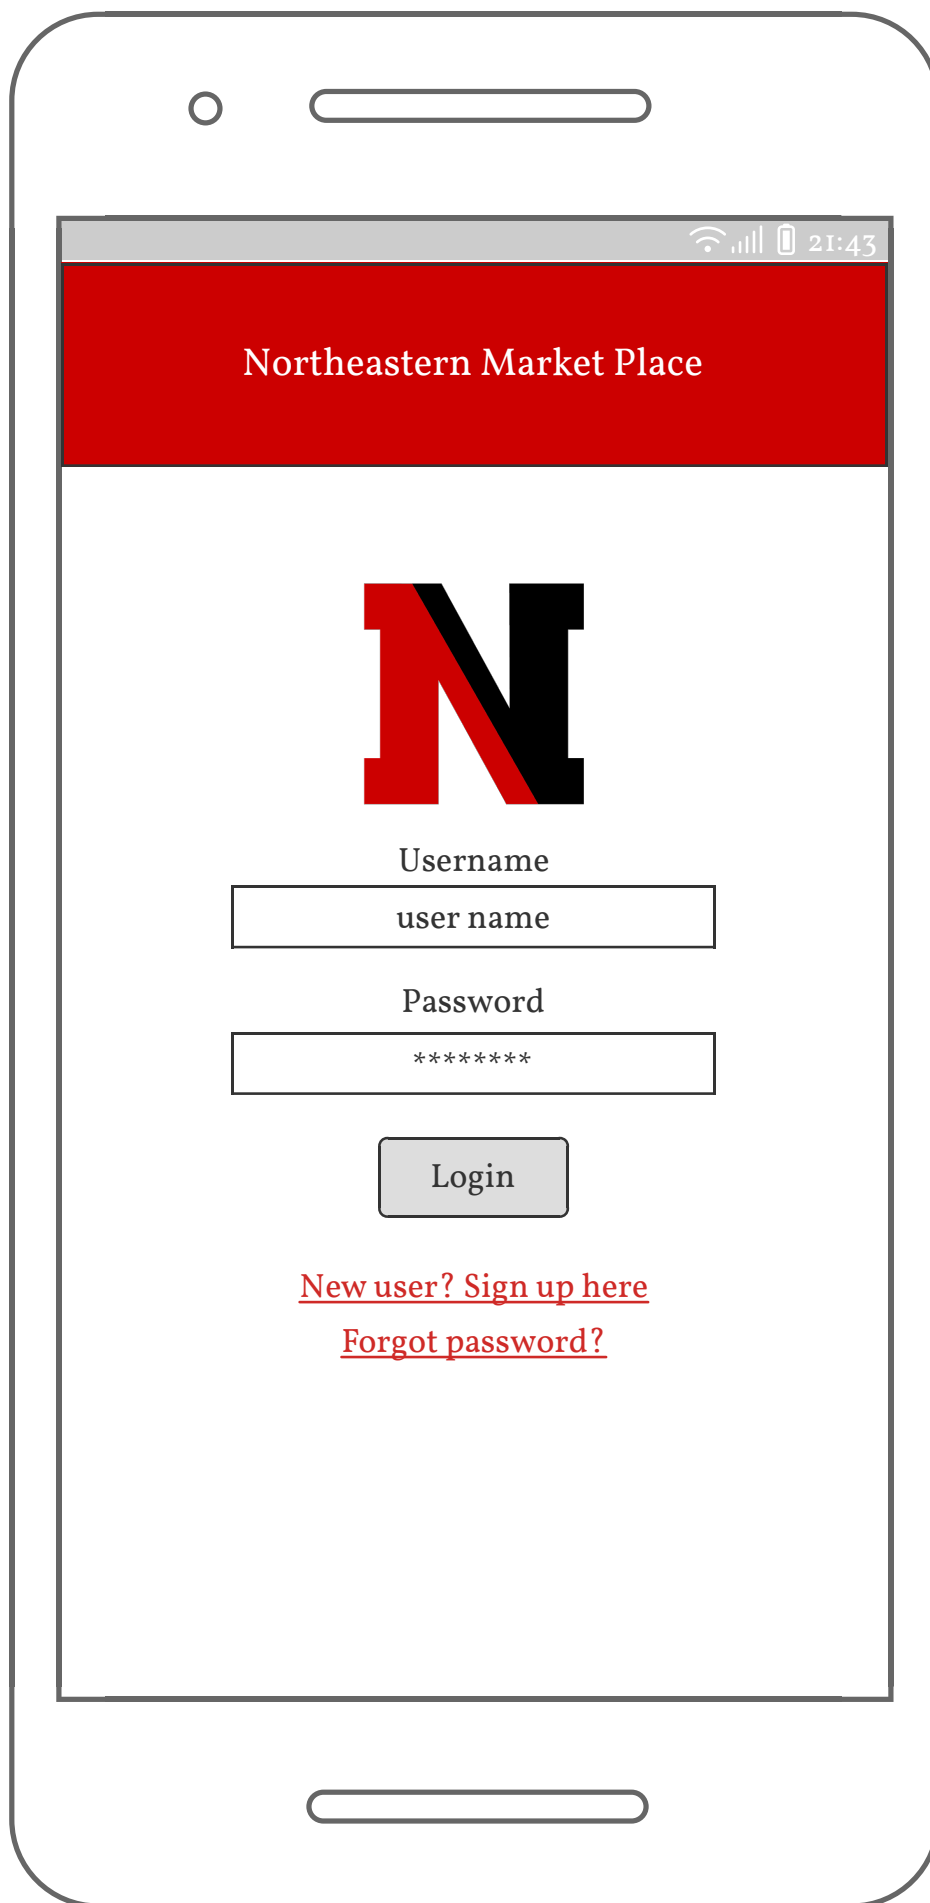 21:43
Northeastern Market Place
N
Username
user name
Password
********
Login
New user? Sign up here
Forgot password?